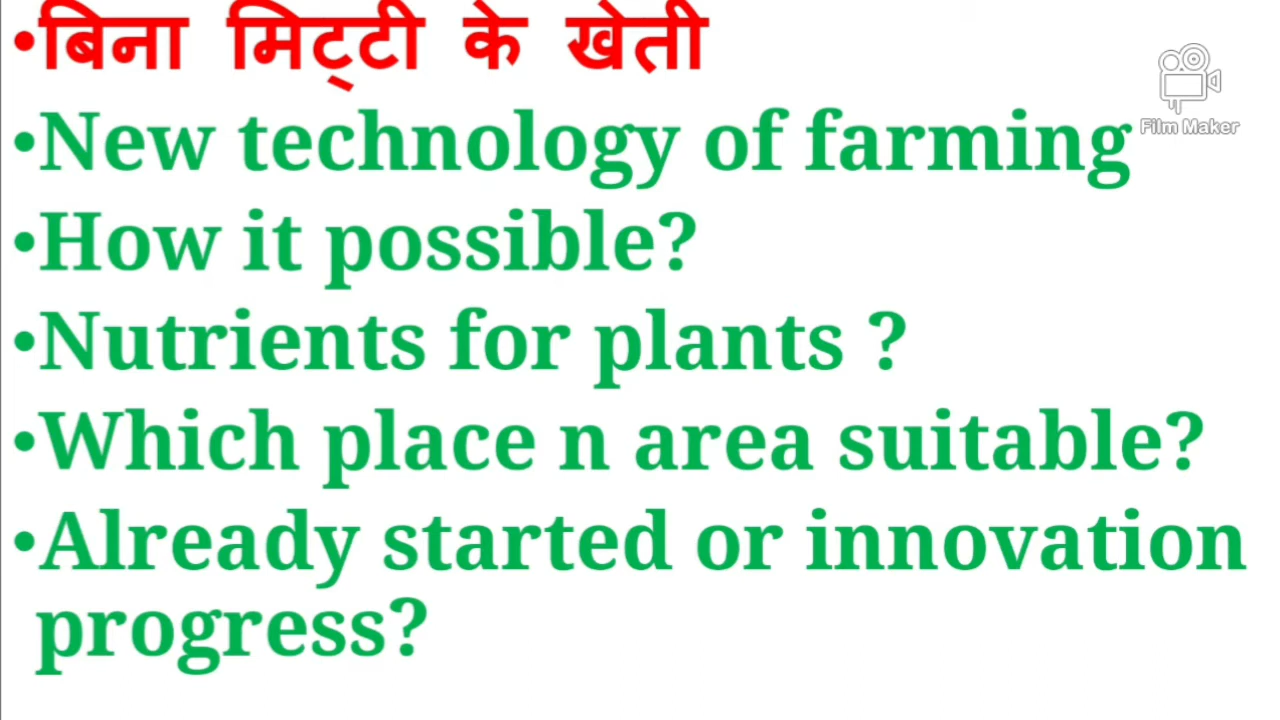 •बिना मिट्टी के खेती
•New technology of farming
Film Maker
•How it possible?
•Nutrients for plants ?
•Which place n area suitable?
•Already started or innovation
progress?